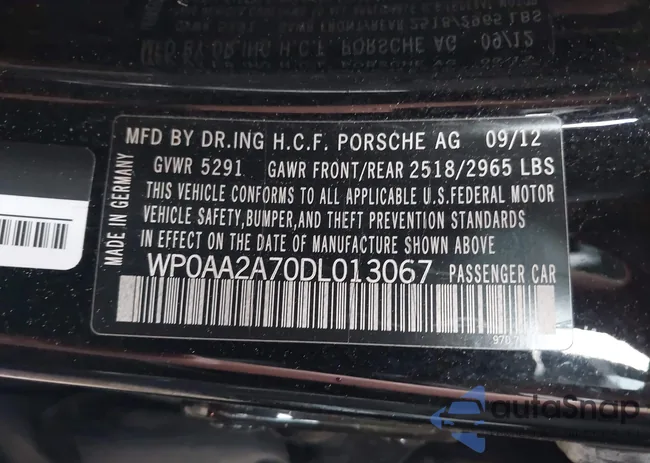 MFD BY DR.ING H.C.F. PORSCHE AG 09/12
GVWR 5291 GAWR FRONT/REAR 2518/2965 LBS
THIS VEHICLE CONFORMS TO ALL APPLICABLE U.S.FEDERAL MOTOR
VEHICLE SAFETY,BUMPER,AND THEFT PREVENTION STANDARDS
IN EFFECT ON THE DATE OF MANUFACTURE SHOWN ABOVE
WP0AA2A70DL013067 PASSENGER CAR
MADE IN GERMANY
autoSnap